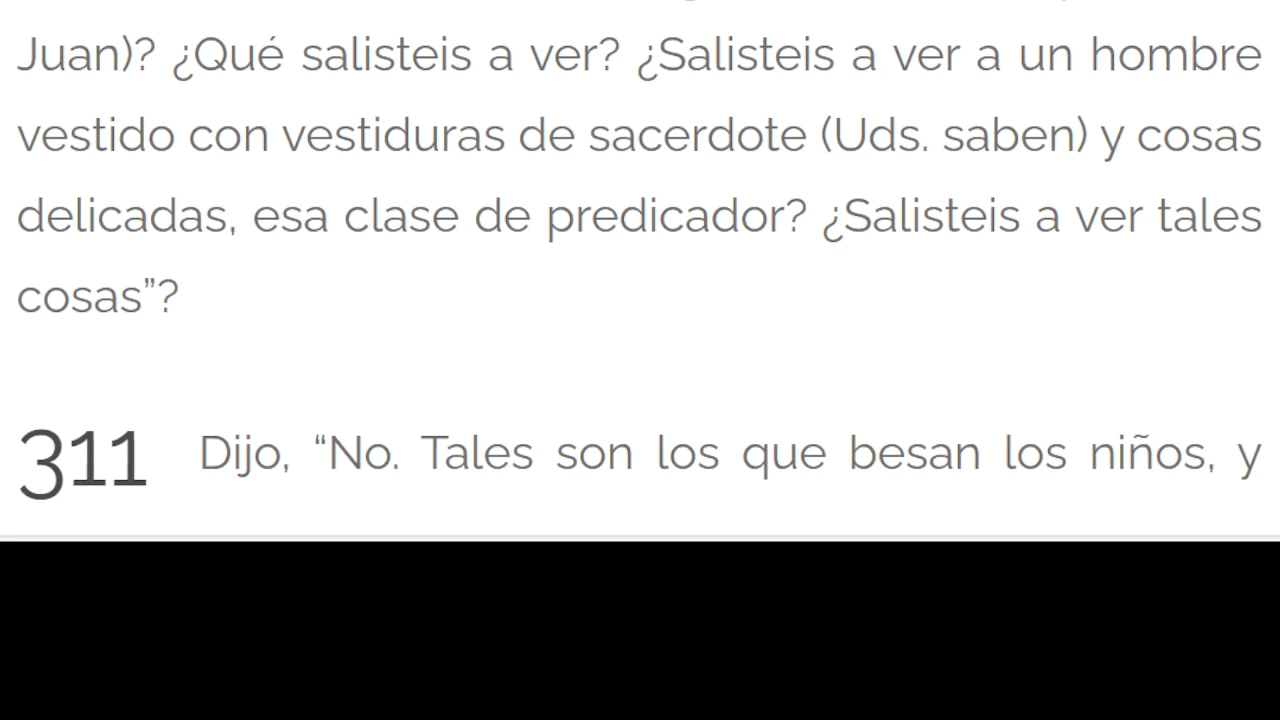 Juan)? ¿Qué salisteis a ver? ¿Salisteis a ver a un hombre
vestido con vestiduras de sacerdote (Uds. saben) y cosas
delicadas, esa clase de predicador? ¿Salisteis a ver tales
cosas”?
311 Dijo, “No. Tales son los que besan los niños, y